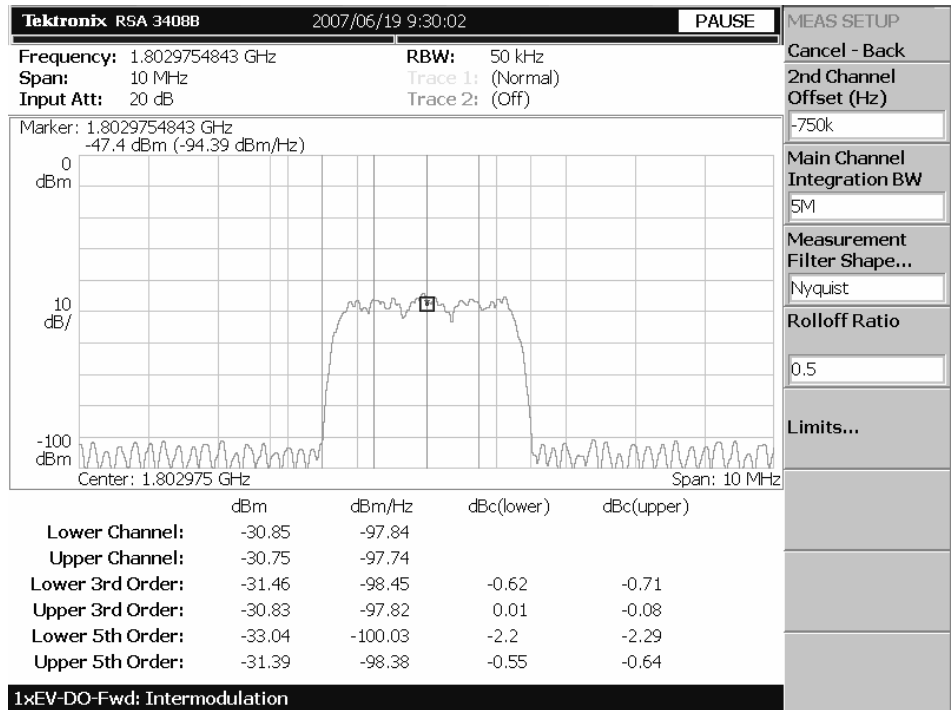 Tektronix RSA 3408B 2007/06/19 9:30:02 PAUSE
Frequency: 1.8029754843 GHz RBW: 50 kHz
Span: 10 MHz Trace 1: (Normal)
Input Att: 20 dB Trace 2: (Off)
Marker: 1.8029754843 GHz
-47.4 dBm (-94.39 dBm/Hz)
0
dBm
10
dB/
-100
dBm
Center: 1.802975 GHz Span: 10 MHz
dBm dBm/Hz dBc(lower) dBc(upper)
Lower Channel: -30.85 -97.84
Upper Channel: -30.75 -97.74
Lower 3rd Order: -31.46 -98.45 -0.62 -0.71
Upper 3rd Order: -30.83 -97.82 0.01 -0.08
Lower 5th Order: -33.04 -100.03 -2.2 -2.29
Upper 5th Order: -31.39 -98.38 -0.55 -0.64
1xEV-DO-Fwd: Intermodulation
MEAS SETUP
Cancel - Back
2nd Channel
Offset (Hz)
-750k
Main Channel
Integration BW
5M
Measurement
Filter Shape...
Nyquist
Rolloff Ratio
0.5
Limits...